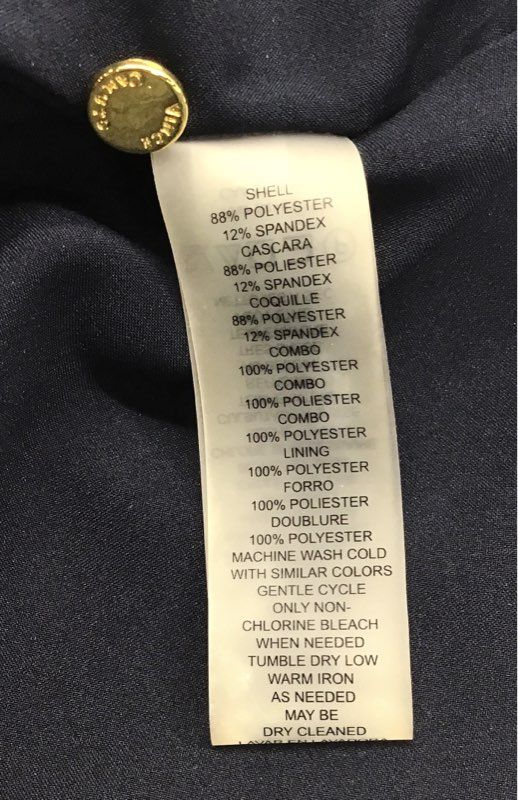 VINCE
CAMUTO
SHELL
88% POLYESTER
12% SPANDEX
CASCARA
88% POLIESTER
12% SPANDEX
COQUILLE
88% POLYESTER
12% SPANDEX
COMBO
100% POLYESTER
COMBO
100% POLIESTER
COMBO
100% POLYESTER
LINING
100% POLYESTER
FORRO
100% POLIESTER
DOUBLURE
100% POLYESTER
MACHINE WASH COLD
WITH SIMILAR COLORS
GENTLE CYCLE
ONLY NON-
CHLORINE BLEACH
WHEN NEEDED
TUMBLE DRY LOW
WARM IRON
AS NEEDED
MAY BE
DRY CLEANED